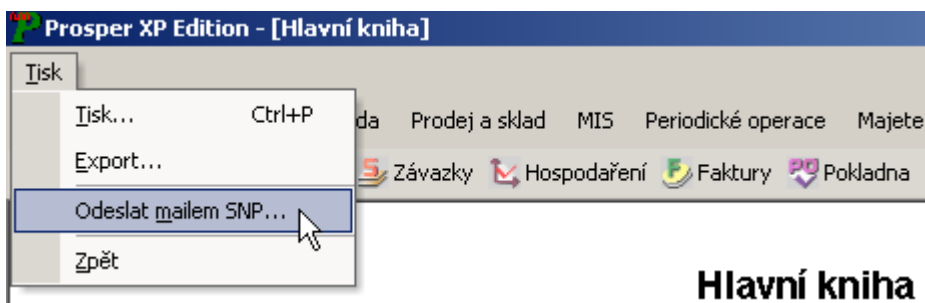 Prosper XP Edition - [Hlavní kniha]
Tisk
Tisk... Ctrl+P
da Prodej a sklad MIS Periodické operace Majete
Export...
Závazky Hospodaření Faktury Pokladna
Odeslat mailem SNP...
Zpět
Hlavní kniha